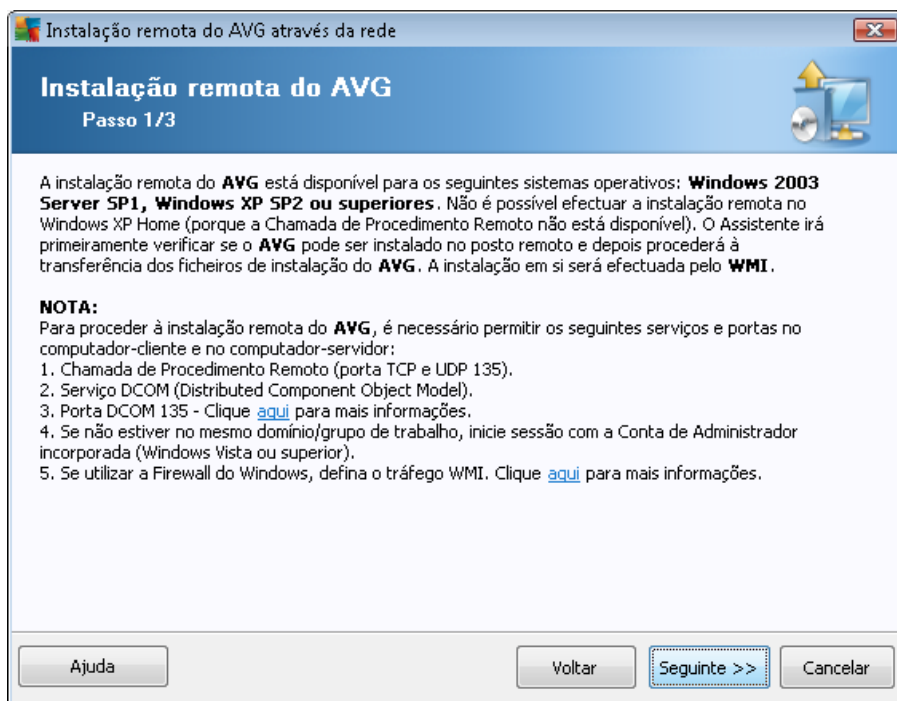 Instalação remota do AVG através da rede
Instalação remota do AVG
Passo 1/3
A instalação remota do AVG está disponível para os seguintes sistemas operativos: Windows 2003
Server SP1, Windows XP SP2 ou superiores. Não é possível efectuar a instalação remota no
Windows XP Home (porque a Chamada de Procedimento Remoto não está disponível). O Assistente irá
primeiramente verificar se o AVG pode ser instalado no posto remoto e depois procederá à
transferência dos ficheiros de instalação do AVG. A instalação em si será efectuada pelo WMI.
NOTA:
Para proceder à instalação remota do AVG, é necessário permitir os seguintes serviços e portas no
computador-cliente e no computador-servidor:
1. Chamada de Procedimento Remoto (porta TCP e UDP 135).
2. Serviço DCOM (Distributed Component Object Model).
3. Porta DCOM 135 - Clique aqui para mais informações.
4. Se não estiver no mesmo domínio/grupo de trabalho, inicie sessão com a Conta de Administrador
incorporada (Windows Vista ou superior).
5. Se utilizar a Firewall do Windows, defina o tráfego WMI. Clique aqui para mais informações.
Ajuda Voltar Seguinte >> Cancelar